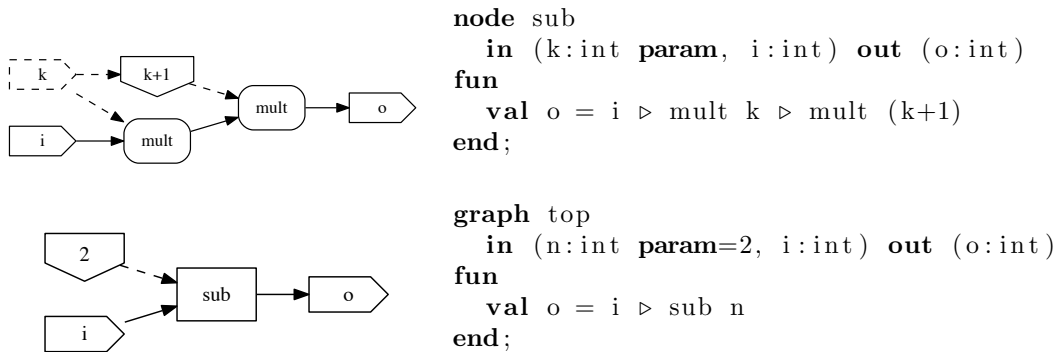 k
k+1
mult
o
i
mult
node sub
in (k:int param, i:int) out (o:int)
fun
val o = i ▹ mult k ▹ mult (k+1)
end;
2
sub
o
i
graph top
in (n:int param=2, i:int) out (o:int)
fun
val o = i ▹ sub n
end;